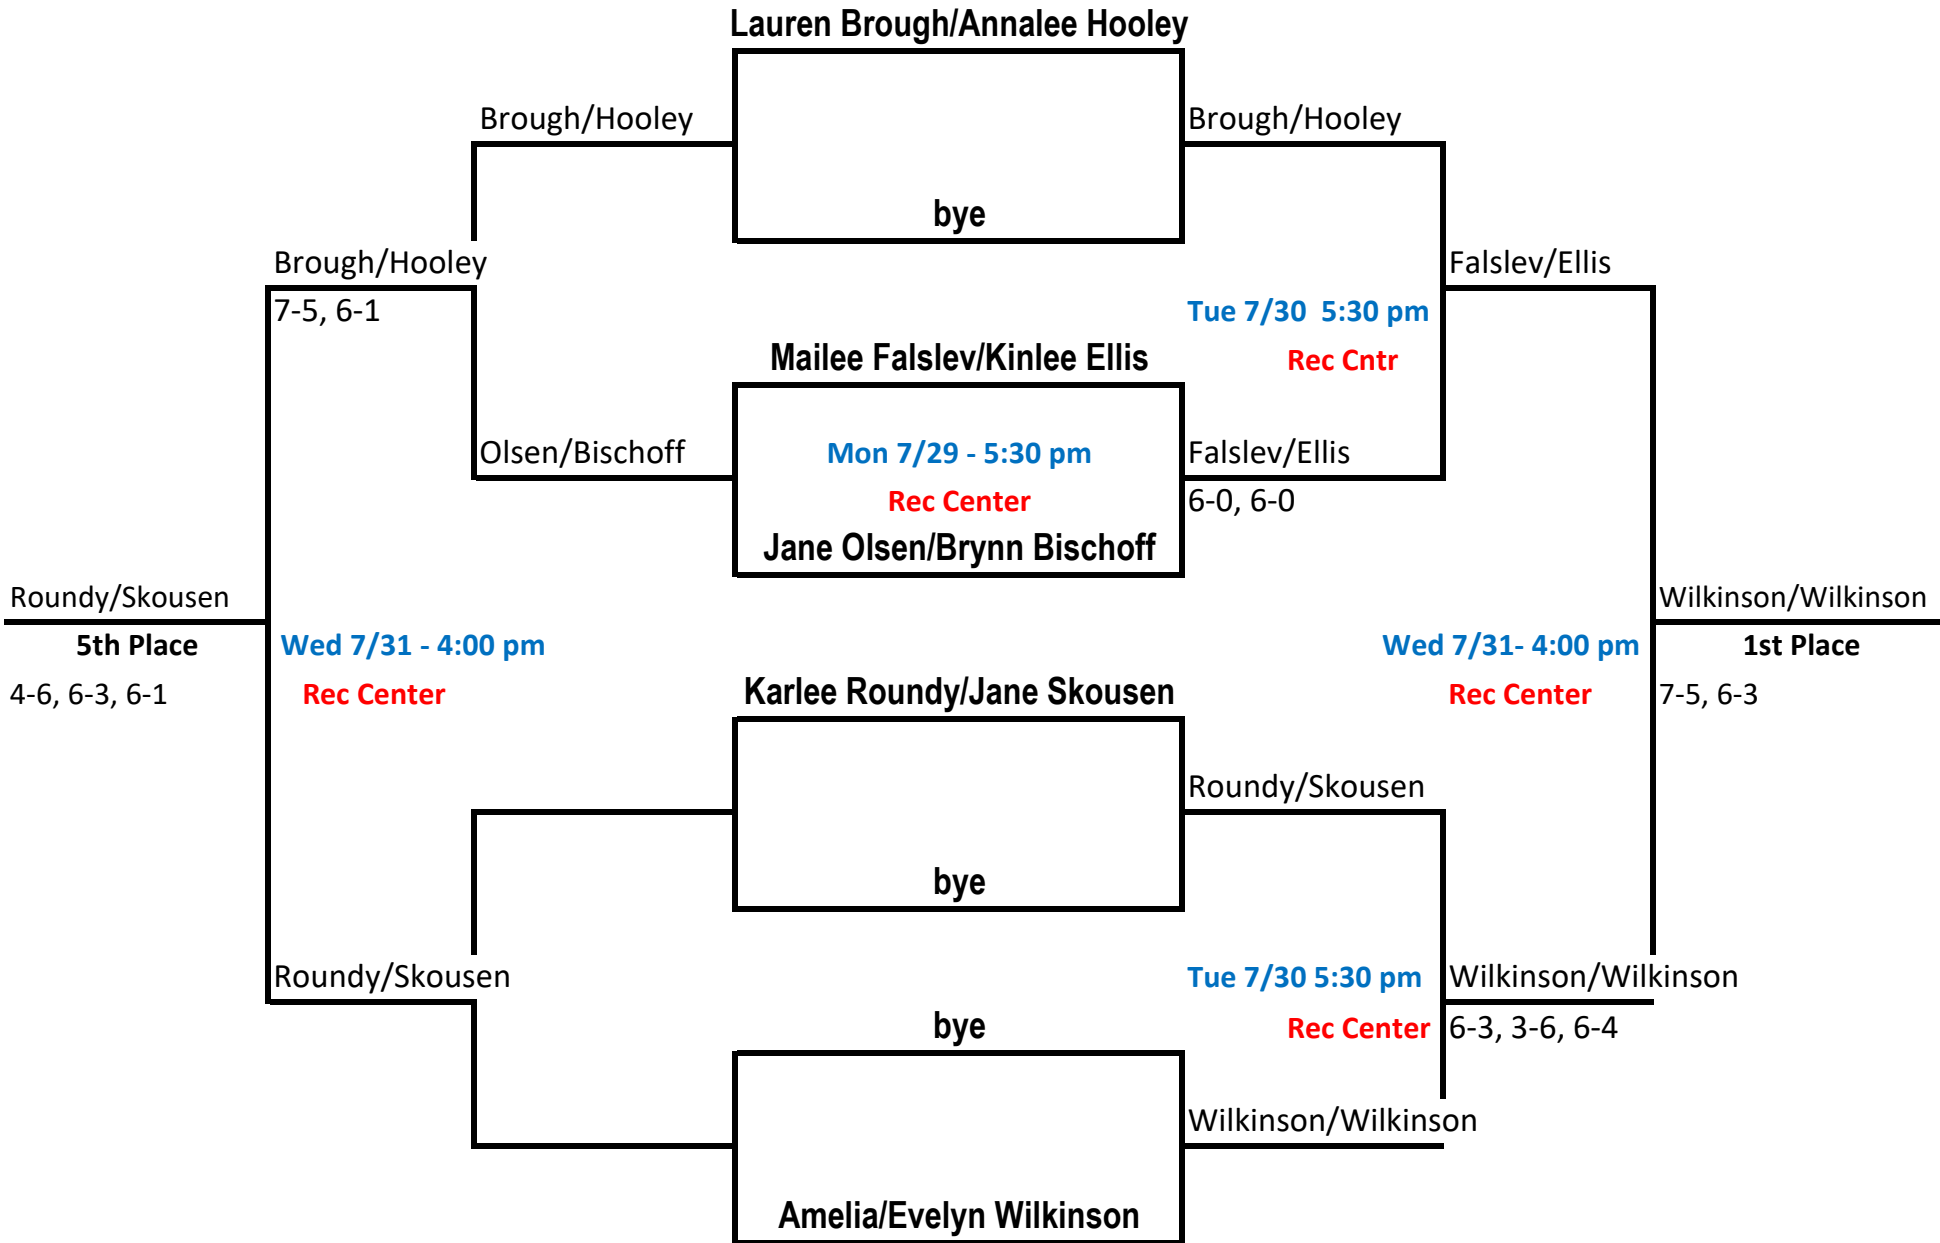 Lauren Brough/Annalee Hooley
Brough/Hooley
Brough/Hooley
bye
Brough/Hooley
Falslev/Ellis
7-5, 6-1
Tue 7/30  5:30 pm
Mailee Falslev/Kinlee Ellis
Rec Cntr
Olsen/Bischoff
Mon 7/29 - 5:30 pm
Falslev/Ellis
Rec Center
6-0, 6-0
Jane Olsen/Brynn Bischoff
Roundy/Skousen
Wilkinson/Wilkinson
5th Place
Wed 7/31 - 4:00 pm
Wed 7/31- 4:00 pm
1st Place
4-6, 6-3, 6-1
Rec Center
Karlee Roundy/Jane Skousen
Rec Center
7-5, 6-3
Roundy/Skousen
bye
Roundy/Skousen
Tue 7/30 5:30 pm
Wilkinson/Wilkinson
bye
Rec Center
6-3, 3-6, 6-4
Wilkinson/Wilkinson
Amelia/Evelyn Wilkinson